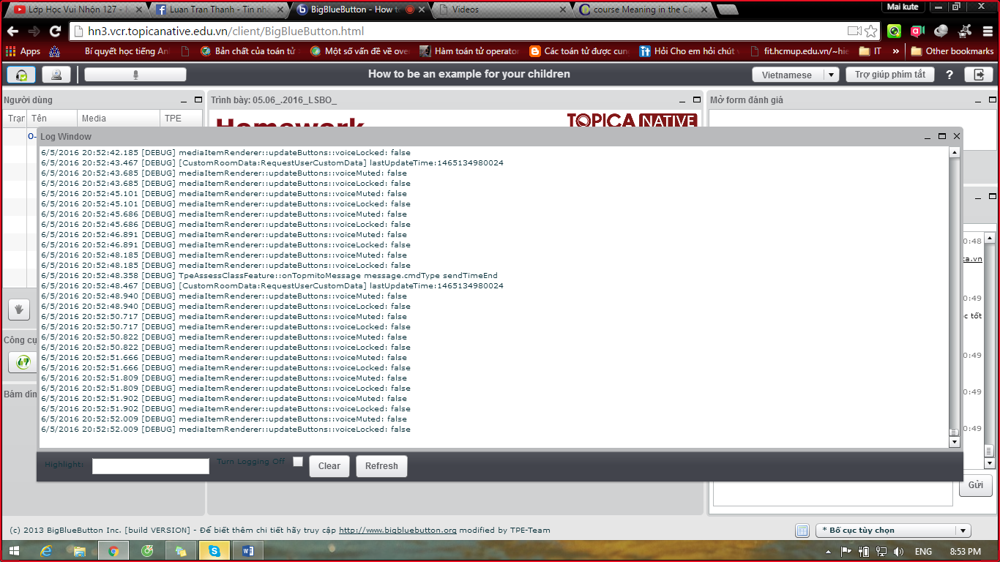 Lớp Học Vui Nhộn 127 -
Luan Tran Thanh - Tin nhắ
BigBlueButton - How t
Videos
course Meaning in the Ca
Mai kute
hn3.vcr.topicanative.edu.vn/client/BigBlueButton.html
Apps
Bí quyết học tiếng An
Bản chất của toán tử
Một số vấn đề về over
Hàm toán tử operator
Các toán tử được cun
Hỏi Cho em hỏi chút v
fit.hcmup.edu.vn/~hie
IT
»
Other bookmarks
How to be an example for your children
Vietnamese
Trợ giúp phím tắt
?
Người dùng
Trình bày: 05.06_.2016_LSBO_
Mở form đánh giá
Trạn
Tên
Media
TPE
Homework
TOPICA NATIVE
O-
Log Window
6/5/2016 20:52:42.185 [DEBUG] mediaItemRenderer::updateButtons::voiceLocked: false
6/5/2016 20:52:43.467 [DEBUG] [CustomRoomData:RequestUserCustomData] lastUpdateTime:1465134980024
6/5/2016 20:52:43.685 [DEBUG] mediaItemRenderer::updateButtons::voiceMuted: false
6/5/2016 20:52:43.685 [DEBUG] mediaItemRenderer::updateButtons::voiceLocked: false
6/5/2016 20:52:45.101 [DEBUG] mediaItemRenderer::updateButtons::voiceMuted: false
6/5/2016 20:52:45.101 [DEBUG] mediaItemRenderer::updateButtons::voiceLocked: false
6/5/2016 20:52:45.686 [DEBUG] mediaItemRenderer::updateButtons::voiceMuted: false
6/5/2016 20:52:45.686 [DEBUG] mediaItemRenderer::updateButtons::voiceLocked: false
6/5/2016 20:52:46.891 [DEBUG] mediaItemRenderer::updateButtons::voiceMuted: false
6/5/2016 20:52:46.891 [DEBUG] mediaItemRenderer::updateButtons::voiceLocked: false
6/5/2016 20:52:48.185 [DEBUG] mediaItemRenderer::updateButtons::voiceMuted: false
6/5/2016 20:52:48.185 [DEBUG] mediaItemRenderer::updateButtons::voiceLocked: false
6/5/2016 20:52:48.358 [DEBUG] TpeAssessClassFeature::onTopmitoMessage message.cmdType sendTimeEnd
6/5/2016 20:52:48.467 [DEBUG] [CustomRoomData:RequestUserCustomData] lastUpdateTime:1465134980024
6/5/2016 20:52:48.940 [DEBUG] mediaItemRenderer::updateButtons::voiceMuted: false
6/5/2016 20:52:48.940 [DEBUG] mediaItemRenderer::updateButtons::voiceLocked: false
6/5/2016 20:52:50.717 [DEBUG] mediaItemRenderer::updateButtons::voiceMuted: false
6/5/2016 20:52:50.717 [DEBUG] mediaItemRenderer::updateButtons::voiceLocked: false
6/5/2016 20:52:50.822 [DEBUG] mediaItemRenderer::updateButtons::voiceMuted: false
6/5/2016 20:52:50.822 [DEBUG] mediaItemRenderer::updateButtons::voiceLocked: false
6/5/2016 20:52:51.666 [DEBUG] mediaItemRenderer::updateButtons::voiceMuted: false
6/5/2016 20:52:51.666 [DEBUG] mediaItemRenderer::updateButtons::voiceLocked: false
6/5/2016 20:52:51.809 [DEBUG] mediaItemRenderer::updateButtons::voiceMuted: false
6/5/2016 20:52:51.809 [DEBUG] mediaItemRenderer::updateButtons::voiceLocked: false
6/5/2016 20:52:51.902 [DEBUG] mediaItemRenderer::updateButtons::voiceMuted: false
6/5/2016 20:52:51.902 [DEBUG] mediaItemRenderer::updateButtons::voiceLocked: false
6/5/2016 20:52:52.009 [DEBUG] mediaItemRenderer::updateButtons::voiceMuted: false
6/5/2016 20:52:52.009 [DEBUG] mediaItemRenderer::updateButtons::voiceLocked: false
0:48
ca.vn
0:49
c tốt
0:49
0:49
0:49
Công cụ
Bấm din
Highlight:
Turn Logging Off
Clear
Refresh
Gửi
(c) 2013 BigBlueButton Inc. [build VERSION] - Để biết thêm chi tiết hãy truy cập http://www.bigbluebutton.org modified by TPE-Team
* Bố cục tùy chọn
ENG
8:53 PM